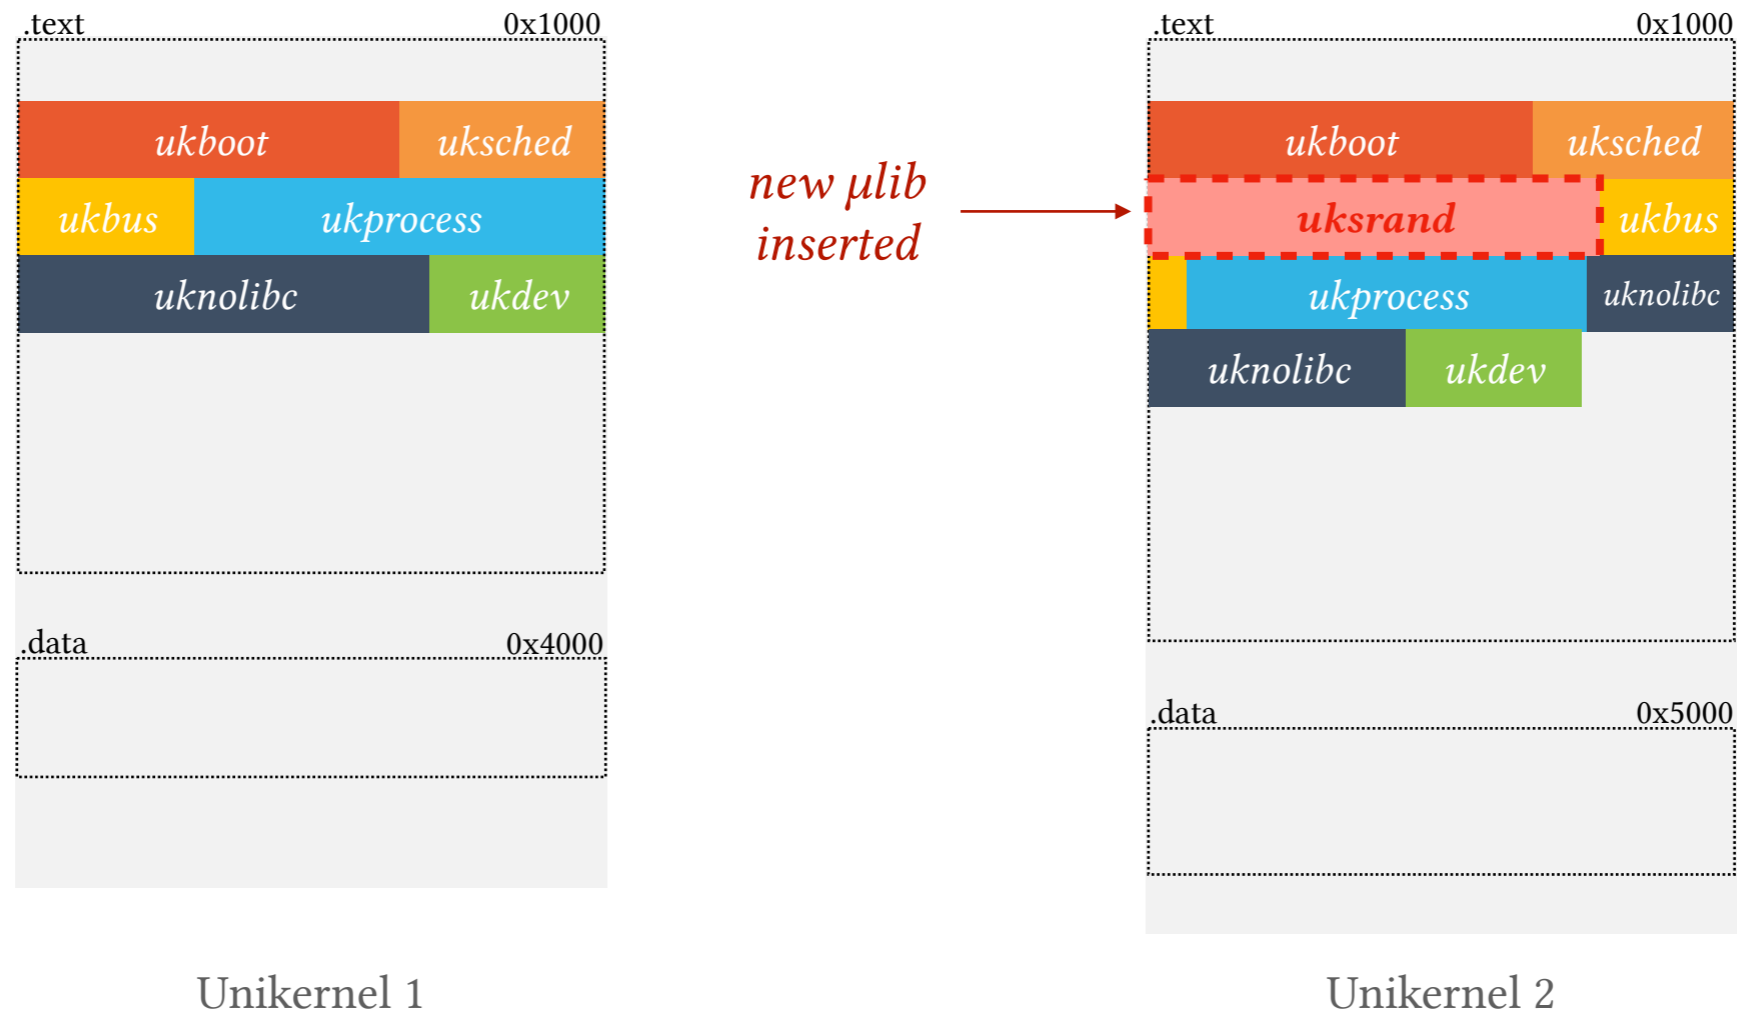 .text 0x1000
ukboot uksched
ukbus ukprocess
uknolibc ukdev
.data 0x4000
Unikernel 1
new μlib
inserted
.text 0x1000
ukboot uksched
uksrand ukbus
ukprocess uknolibc
uknolibc ukdev
.data 0x5000
Unikernel 2